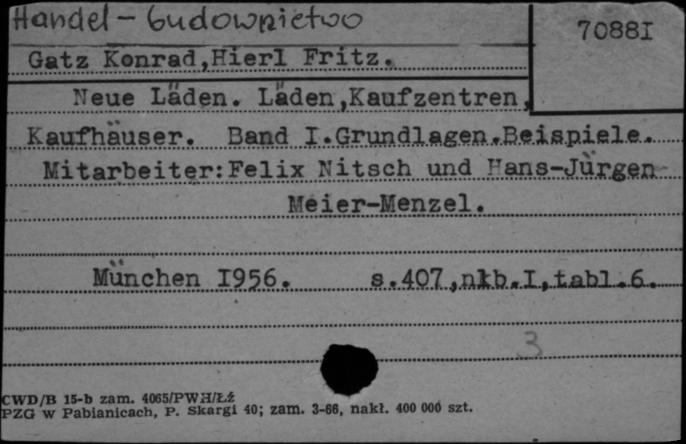 Handel - budownictwo
70881
Gatz Konrad,Hierl Fritz.
Neue Läden. Läden,Kaufzentren,
Kaufhäuser. Band I.Grundlagen.Beispiele.
Mitarbeiter:Felix Nitsch und Hans-Jürgen
Meier-Menzel.
München I956. s.407,nlb.I,tabl.6.
3
CWD/B 15-b zam. 4065/PWH/Łź
PZG w Pabianicach, P. Skargi 40; zam. 3-66, nakł. 400 000 szt.